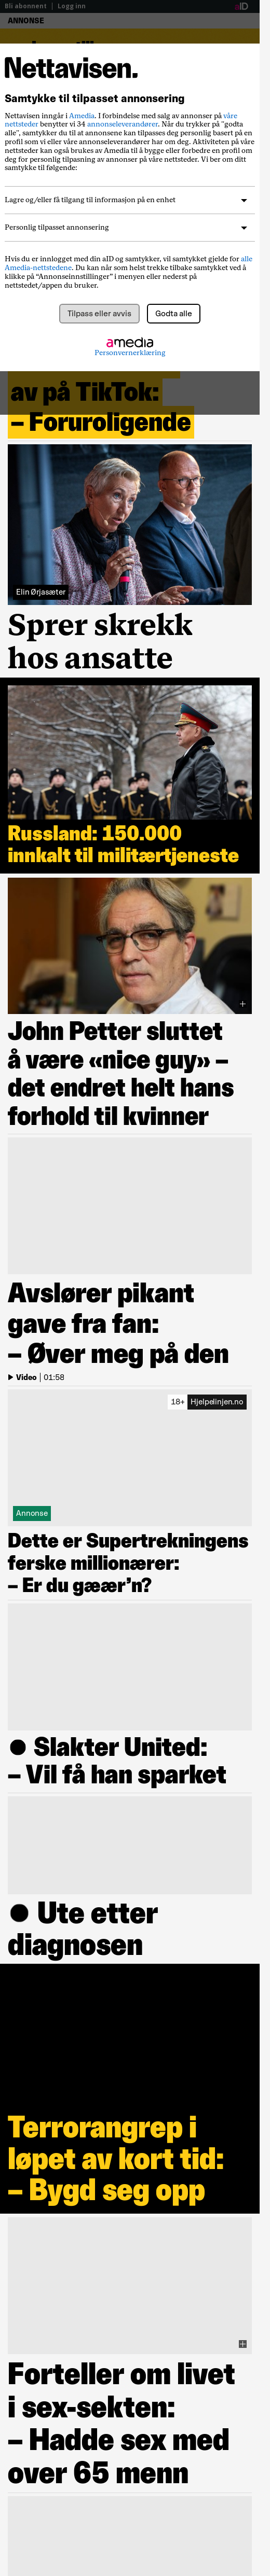 Bli abonnent | Logg inn
aID
ANNONSE
Nettavisen.
Samtykke til tilpasset annonsering
Nettavisen inngår i Amedia. I forbindelse med salg av annonser på våre
nettsteder benytter vi 34 annonseleverandører. Når du trykker på "godta
alle", samtykker du til at annonser kan tilpasses deg personlig basert på en
profil som vi eller våre annonseleverandører har om deg. Aktiviteten på våre
nettsteder kan også brukes av Amedia til å bygge eller forbedre en profil om
deg for personlig tilpasning av annonser på våre nettsteder. Vi ber om ditt
samtykke til følgende:
Lagre og/eller få tilgang til informasjon på en enhet
Personlig tilpasset annonsering
Hvis du er innlogget med din aID og samtykker, vil samtykket gjelde for alle
Amedia-nettstedene. Du kan når som helst trekke tilbake samtykket ved å
klikke på “Annonseinnstillinger” i menyen eller nederst på
nettstedet/appen du bruker.
Tilpass eller avvis
Godta alle
amedia
Personvernerklæring
av på TikTok:
– Foruroligende
Elin Ørjasæter
Sprer skrekk
hos ansatte
Russland: 150.000
innkalt til militærtjeneste
John Petter sluttet
å være «nice guy» –
det endret helt hans
forhold til kvinner
Avslører pikant
gave fra fan:
– Øver meg på den
Video | 01:58
18+ Hjelpelinjen.no
Annonse
Dette er Supertrekningens
ferske millionærer:
– Er du gæær’n?
● Slakter United:
– Vil få han sparket
● Ute etter
diagnosen
Terrorangrep i
løpet av kort tid:
– Bygd seg opp
Forteller om livet
i sex-sekten:
– Hadde sex med
over 65 menn